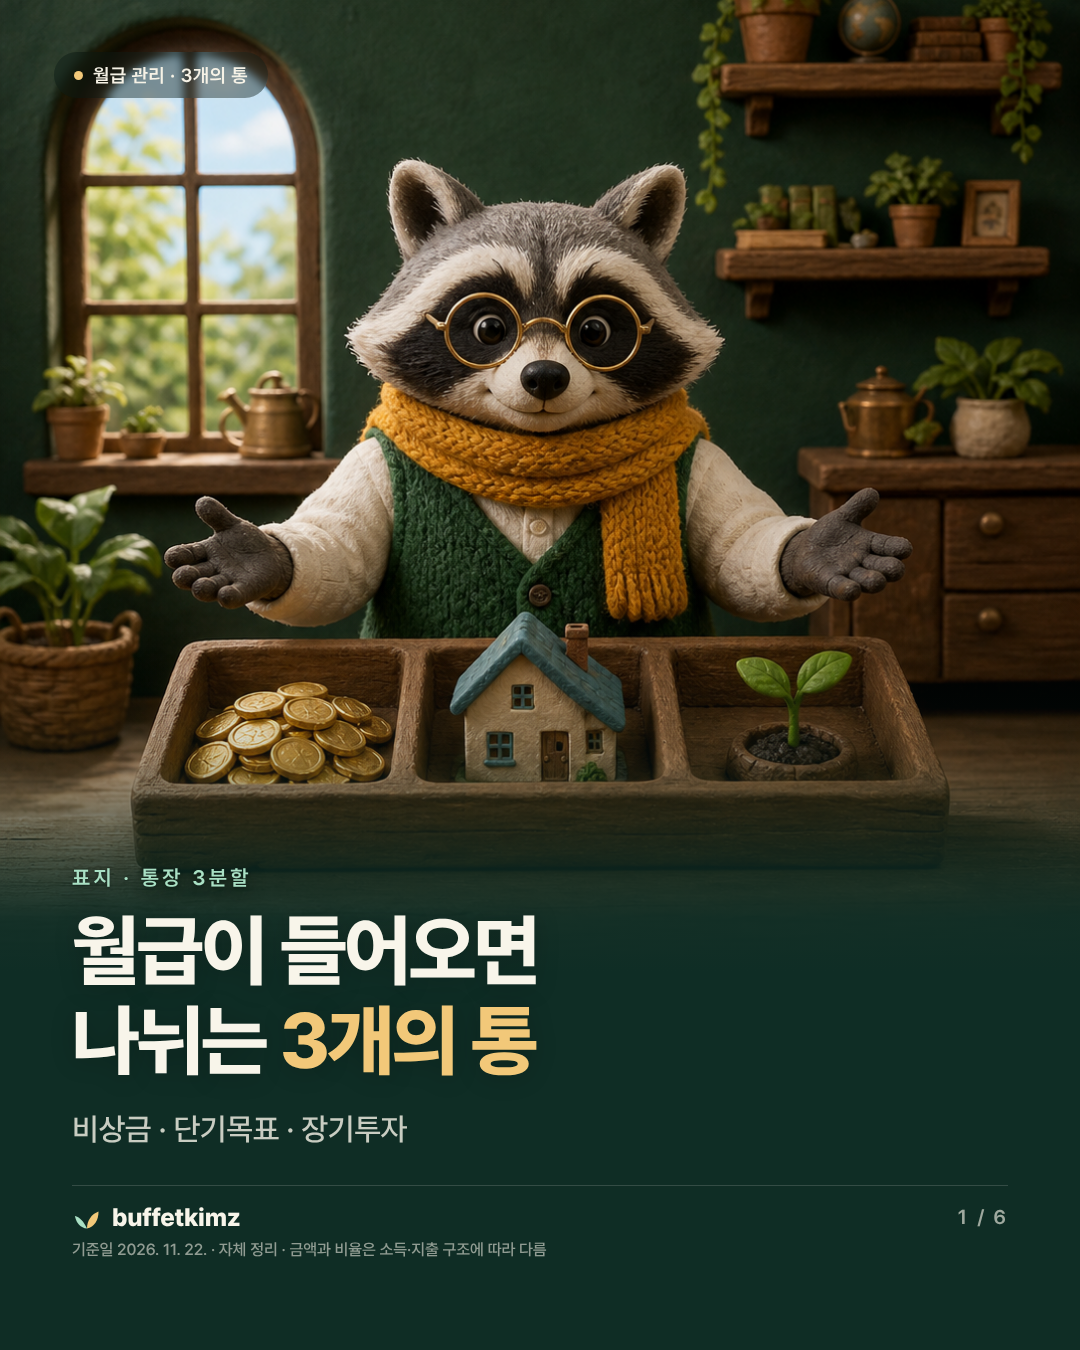 월급 관리 · 3개의 통
표지 · 통장 3분할
월급이 들어오면
나뉘는 3개의 통
비상금 · 단기목표 · 장기투자
buffetkimz
1 / 6
기준일 2026. 11. 22. · 자체 정리 · 금액과 비율은 소득·지출 구조에 따라 다름